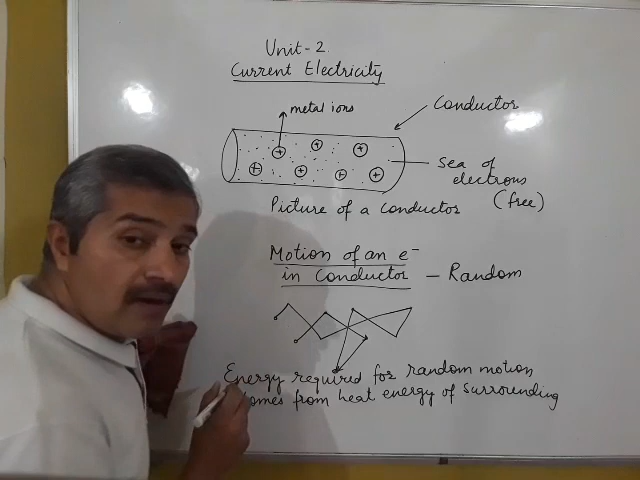 Unit-2.
Current Electricity
metal ions
Conductor
Sea of
electrons
(free)
Picture of a conductor
Motion of an e⁻
in Conductor – Random
Energy required for random motion
comes from heat energy of surrounding